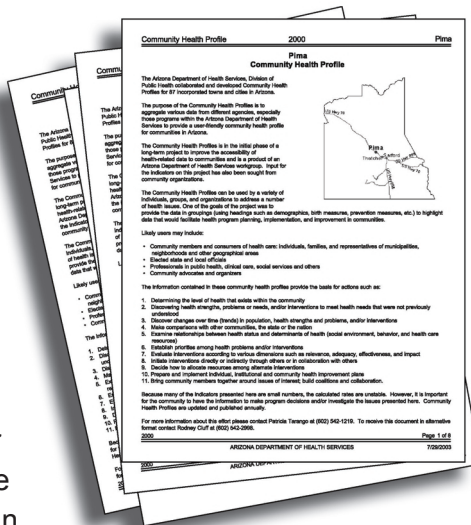 Community Health Profile 2000 Pima
Pima
Community Health Profile
The Arizona Department of Health Services, Division of
Public Health collaborated and developed Community Health
Profiles for 87 incorporated towns and cities in Arizona.
The purpose of the Community Health Profiles is to
aggregate various data from different agencies, especially
those programs within the Arizona Department of Health
Services to provide a user-friendly community health profile
for communities in Arizona.
The Community Health Profiles is in the initial phase of a
long-term project to improve the accessibility of
health-related data to communities and is a product of an
Arizona Department of Health Services workgroup. Input for
the indicators on this project has also been sought from
community organizations.
The Community Health Profiles can be used by a variety of
individuals, groups, and organizations to address a number
of health issues. One of the goals of the project was to
provide the data in groupings (using headings such as demographics, birth measures, prevention measures, etc.) to highlight
data that would facilitate health program planning, implementation, and improvement in communities.
Likely users may include:
• Community members and consumers of health care: individuals, families, and representatives of municipalities,
neighborhoods and other geographical areas
• Elected state and local officials
• Professionals in public health, clinical care, social services and others
• Community advocates and organizers
The information contained in these community health profiles provide the basis for actions such as:
1. Determining the level of health that exists within the community
2. Discovering health strengths, problems or needs, and/or interventions to meet health needs that were not previously
understood
3. Discover changes over time (trends) in population, health strengths and problems, and/or interventions
4. Make comparisons with other communities, the state or the nation
5. Examine relationships between health status and determinants of health (social environment, behavior, and health care
resources)
6. Establish priorities among health problems and/or interventions
7. Evaluate interventions according to various dimensions such as relevance, adequacy, effectiveness, and impact
8. Initiate interventions directly or indirectly through others or in collaboration with others
9. Decide how to allocate resources among alternate interventions
10. Prepare and implement individual, institutional and community health improvement plans
11. Bring community members together around issues of interest; build coalitions and collaboration.
Because many of the indicators presented here are small numbers, the calculated rates are unstable. However, it is important
for the community to have the information to make program decisions and/or investigate the issues presented here. Community
Health Profiles are updated and published annually.
For more information about this effort please contact Patricia Tarango at (602) 542-1219. To receive this document in alternative
format contact Rodney Cluff at (602) 542-2998.
2000 Page 1 of 8
ARIZONA DEPARTMENT OF HEALTH SERVICES 7/29/2003
Pima
Thatcher